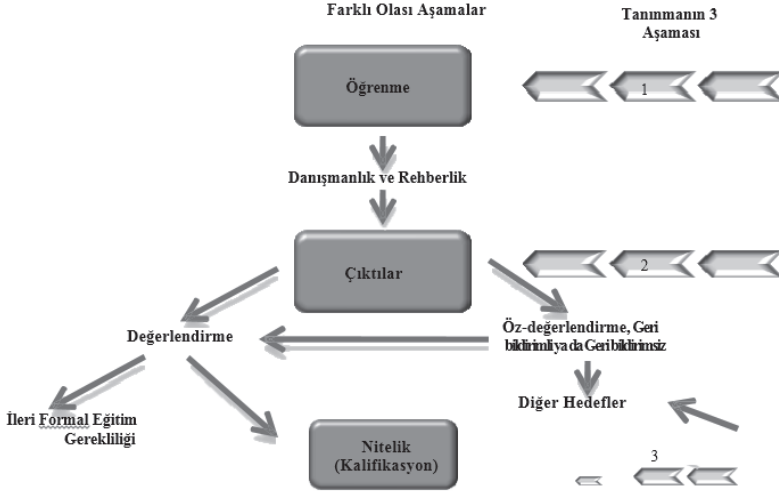 Farklı Olası Aşamalar
Tanınmanın 3
Aşaması
Öğrenme
1
Danışmanlık ve Rehberlik
Çıktılar
2
Değerlendirme
Öz-değerlendirme, Geri
bildirimli ya da Geri bildirimsiz
İleri Formal Eğitim
Gerekliliği
Diğer Hedefler
Nitelik
(Kalifikasyon)
3